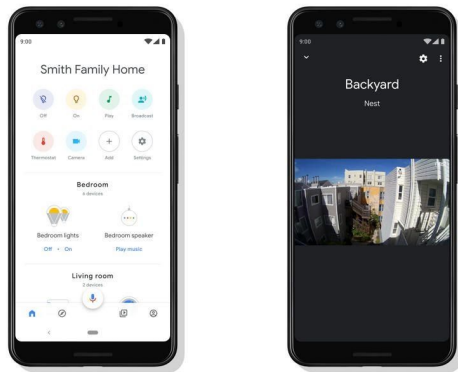 9:00
Smith Family Home
Off On Play Broadcast
Thermostat Camera Add Settings
Bedroom
4 devices
Bedroom lights Bedroom speaker
Off • On Play music
Living room
2 devices
9:00
Backyard
Nest